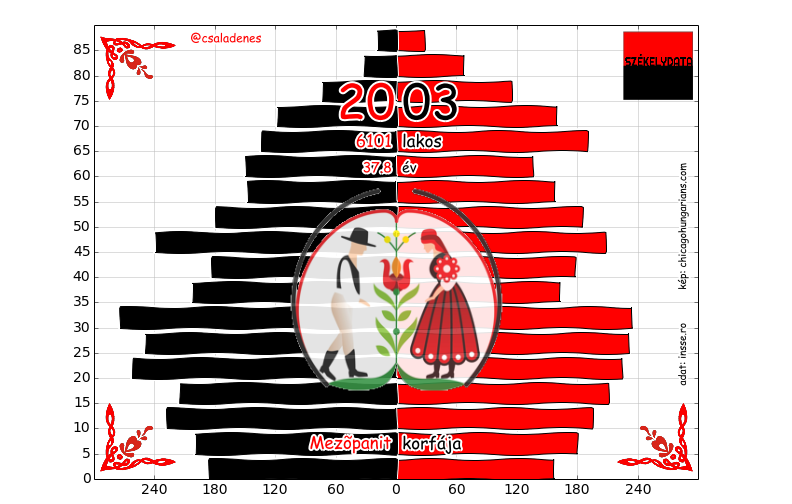 @csaladenes
SZÉKELYDATA
2003
6101 lakos
37.8 év
kép: chicagohungarians.com
adat: insse.ro
Mezõpanit korfája
85
80
75
70
65
60
55
50
45
40
35
30
25
20
15
10
5
0
240 180 120 60 0 60 120 180 240